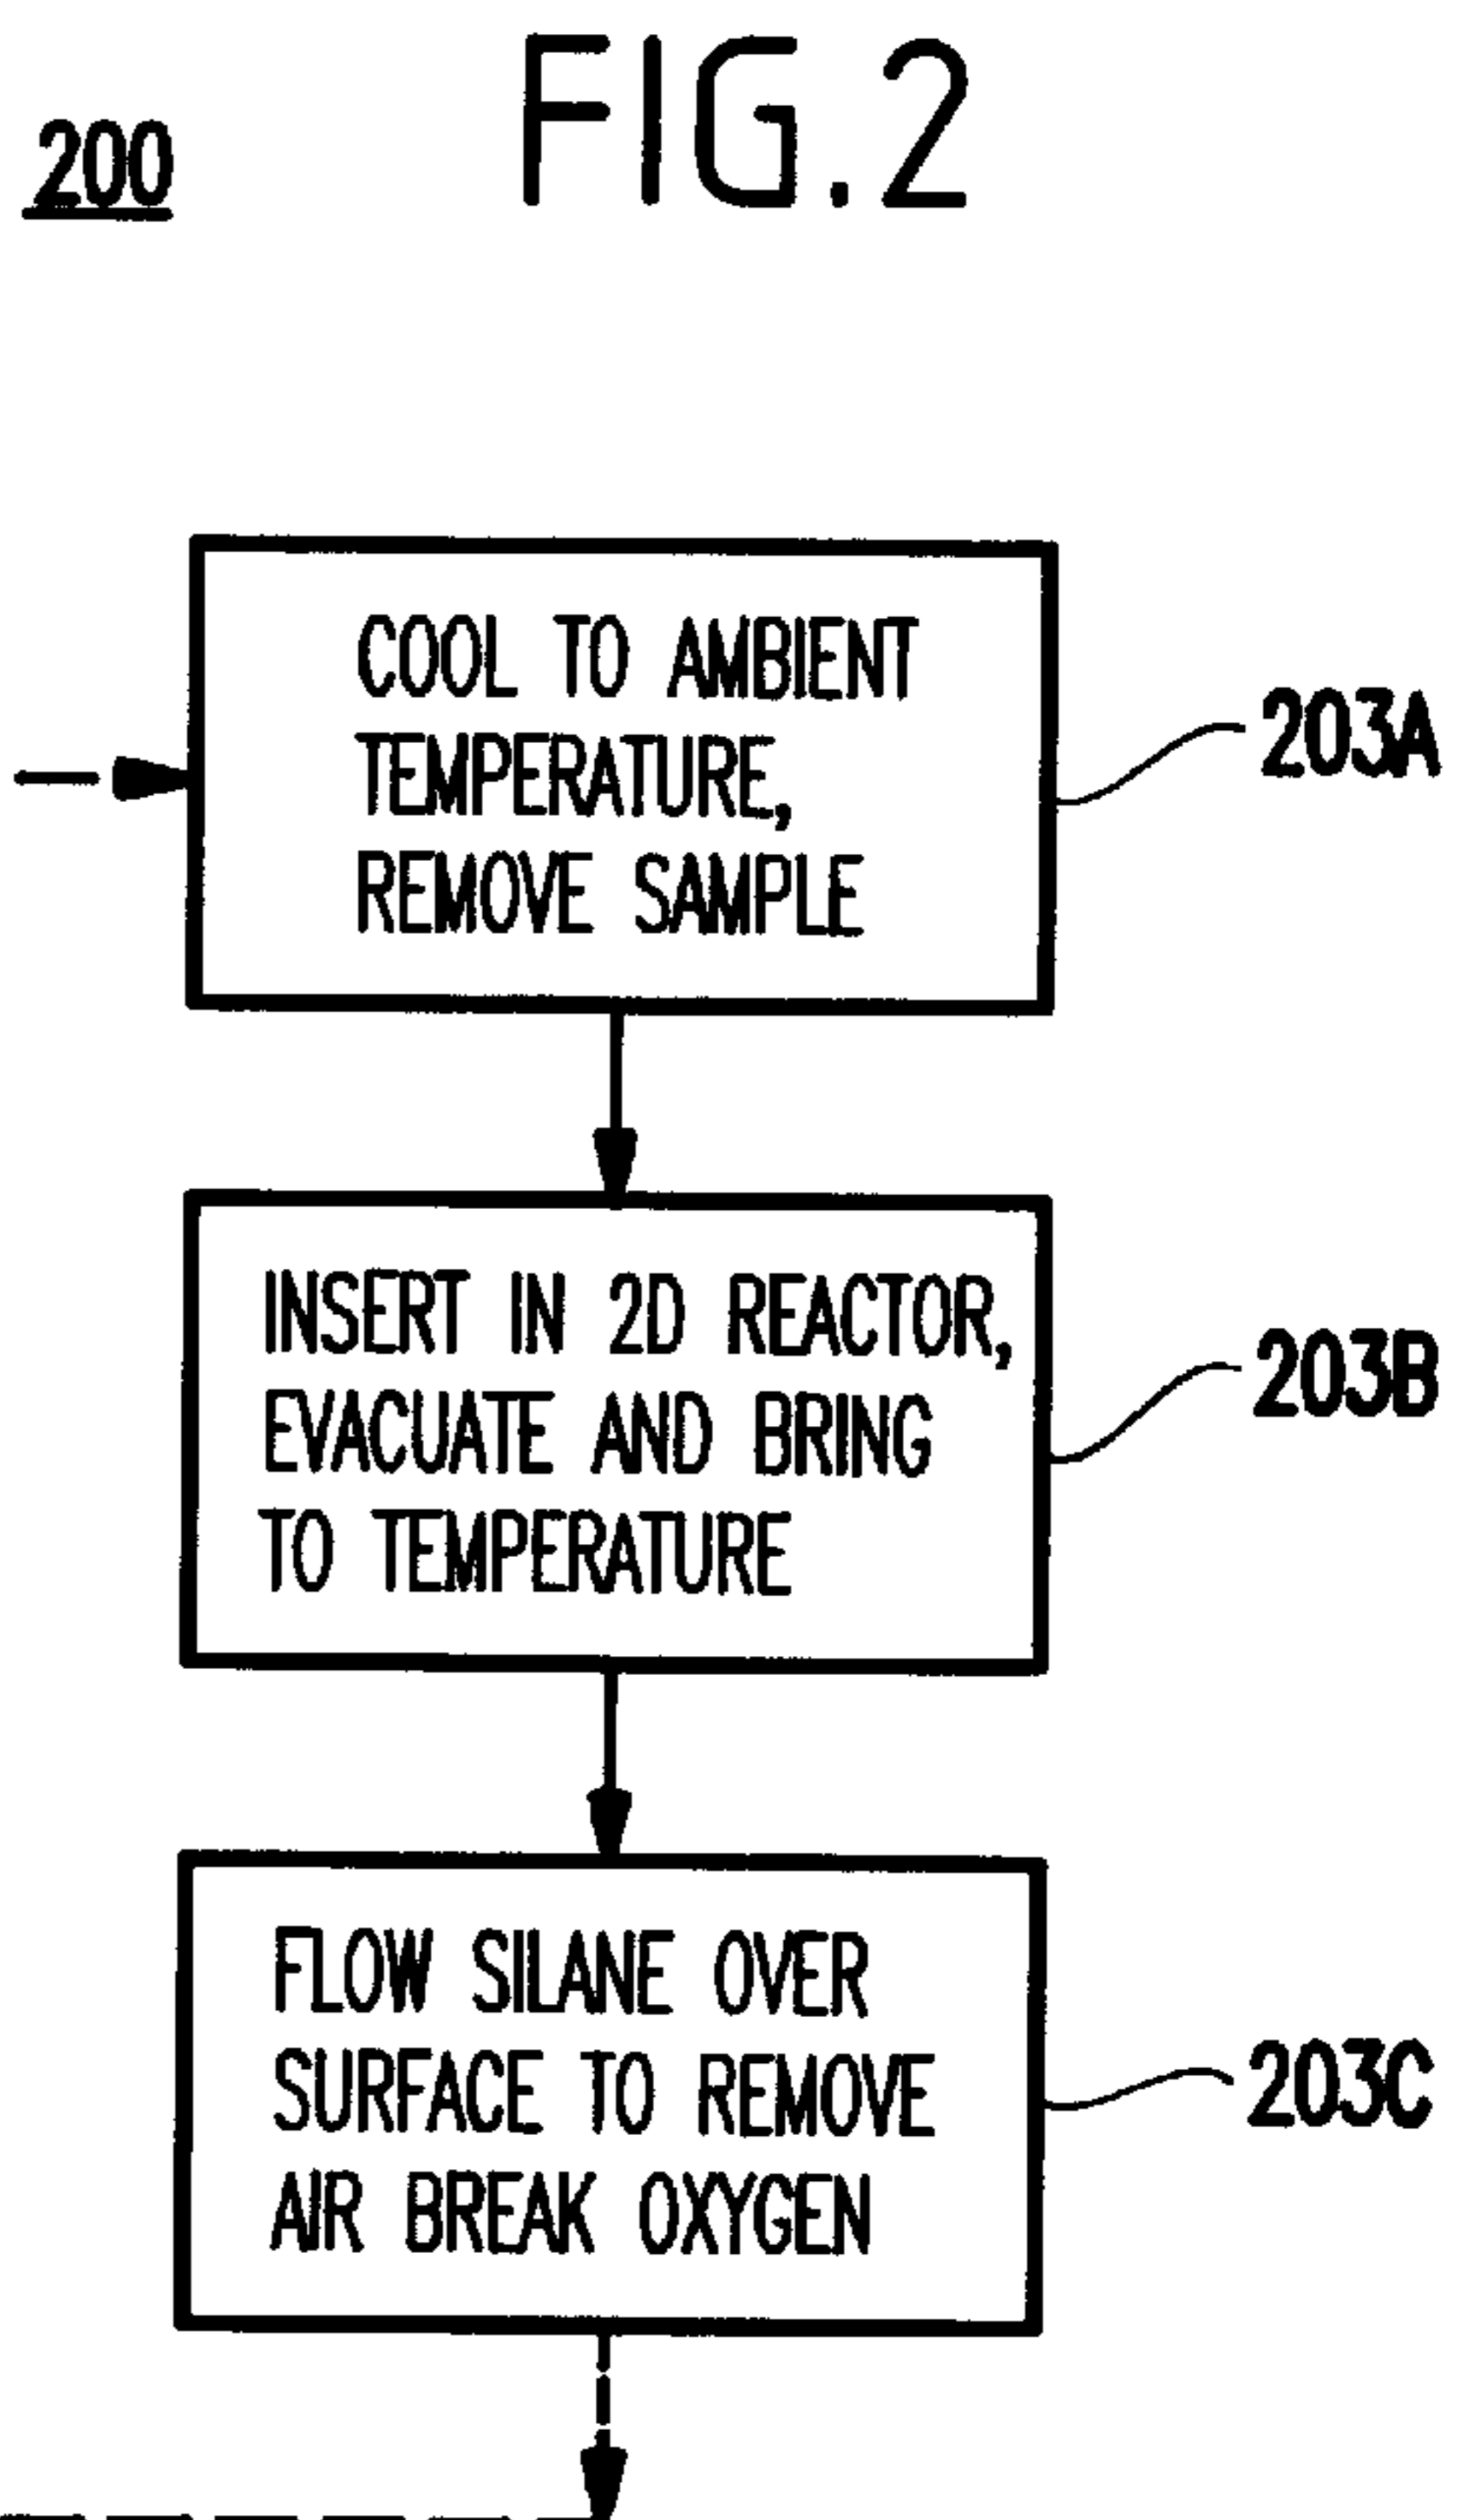 FIG.2
200
COOL TO AMBIENT
TEMPERATURE,
REMOVE SAMPLE
203A
INSERT IN 2D REACTOR,
EVACUATE AND BRING
TO TEMPERATURE
203B
FLOW SILANE OVER
SURFACE TO REMOVE
AIR BREAK OXYGEN
203C